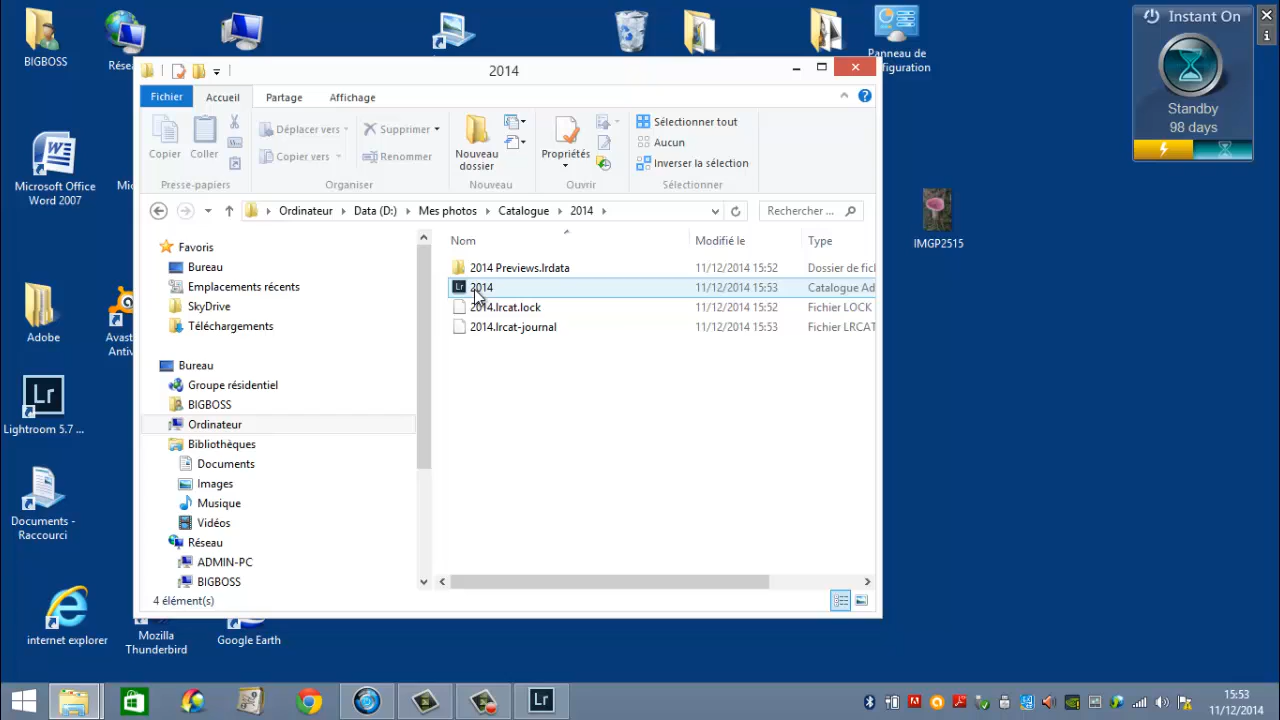 BIGBOSS
Rése
Panneau de
figuration
Instant On
Standby
98 days
Microsoft Office
Word 2007
Mi
IMGP2515
Adobe
Avas
Antiv
Lr
Lightroom 5.7 ...
Documents -
Raccourci
internet explorer
Mozilla
Thunderbird
Google Earth
2014
Fichier
Accueil
Partage
Affichage
Copier
Coller
Déplacer vers
Copier vers
Supprimer
Renommer
Nouveau
dossier
Propriétés
Sélectionner tout
Aucun
Inverser la sélection
Presse-papiers
Organiser
Nouveau
Ouvrir
Sélectionner
Ordinateur
Data (D:)
Mes photos
Catalogue
2014
Rechercher ...
Favoris
Bureau
Emplacements récents
SkyDrive
Téléchargements
Bureau
Groupe résidentiel
BIGBOSS
Ordinateur
Bibliothèques
Documents
Images
Musique
Vidéos
Réseau
ADMIN-PC
BIGBOSS
Nom Modifié le Type
2014 Previews.lrdata 11/12/2014 15:52 Dossier de fich
Lr 2014 11/12/2014 15:53 Catalogue Ad
2014.lrcat.lock 11/12/2014 15:52 Fichier LOCK
2014.lrcat-journal 11/12/2014 15:53 Fichier LRCAT
4 élément(s)
Lr
15:53
11/12/2014